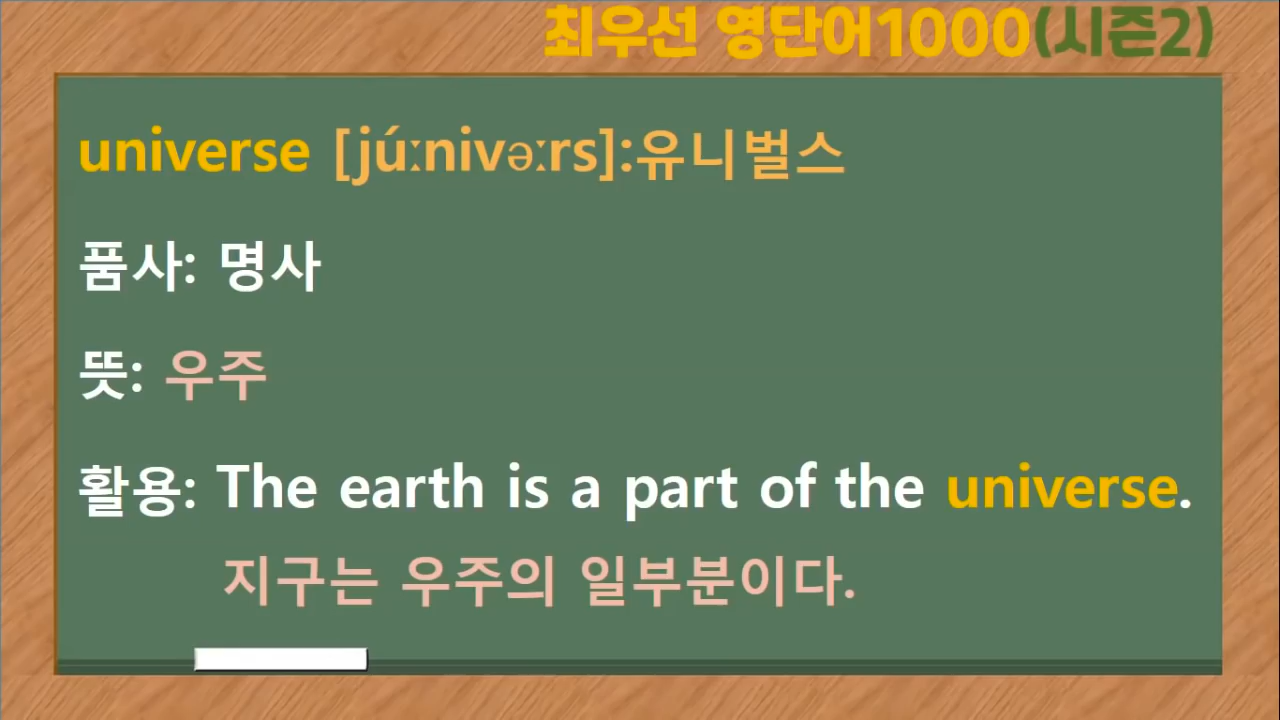 최우선 영단어1000(시즌2)
universe [júːnivəːrs]:유니벌스
품사: 명사
뜻: 우주
활용: The earth is a part of the universe.
지구는 우주의 일부분이다.